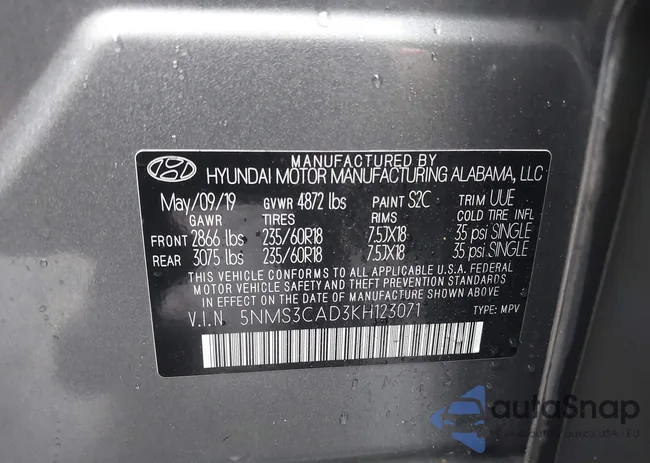 MANUFACTURED BY
HYUNDAI MOTOR MANUFACTURING ALABAMA, LLC
May/09/19 GVWR 4872 lbs PAINT S2C TRIM UUE
GAWR TIRES RIMS COLD TIRE INFL
FRONT 2866 lbs 235/60R18 7.5JX18 35 psi SINGLE
REAR 3075 lbs 235/60R18 7.5JX18 35 psi SINGLE
THIS VEHICLE CONFORMS TO ALL APPLICABLE U.S.A. FEDERAL
MOTOR VEHICLE SAFETY BUMPER, AND THEFT PREVENTION
STANDARDS IN EFFECT ON THE DATE OF MANUFACTURE SHOWN ABOVE.
V.I.N 5NMS3CAD3KH123071 TYPE: MPV
autoSnap